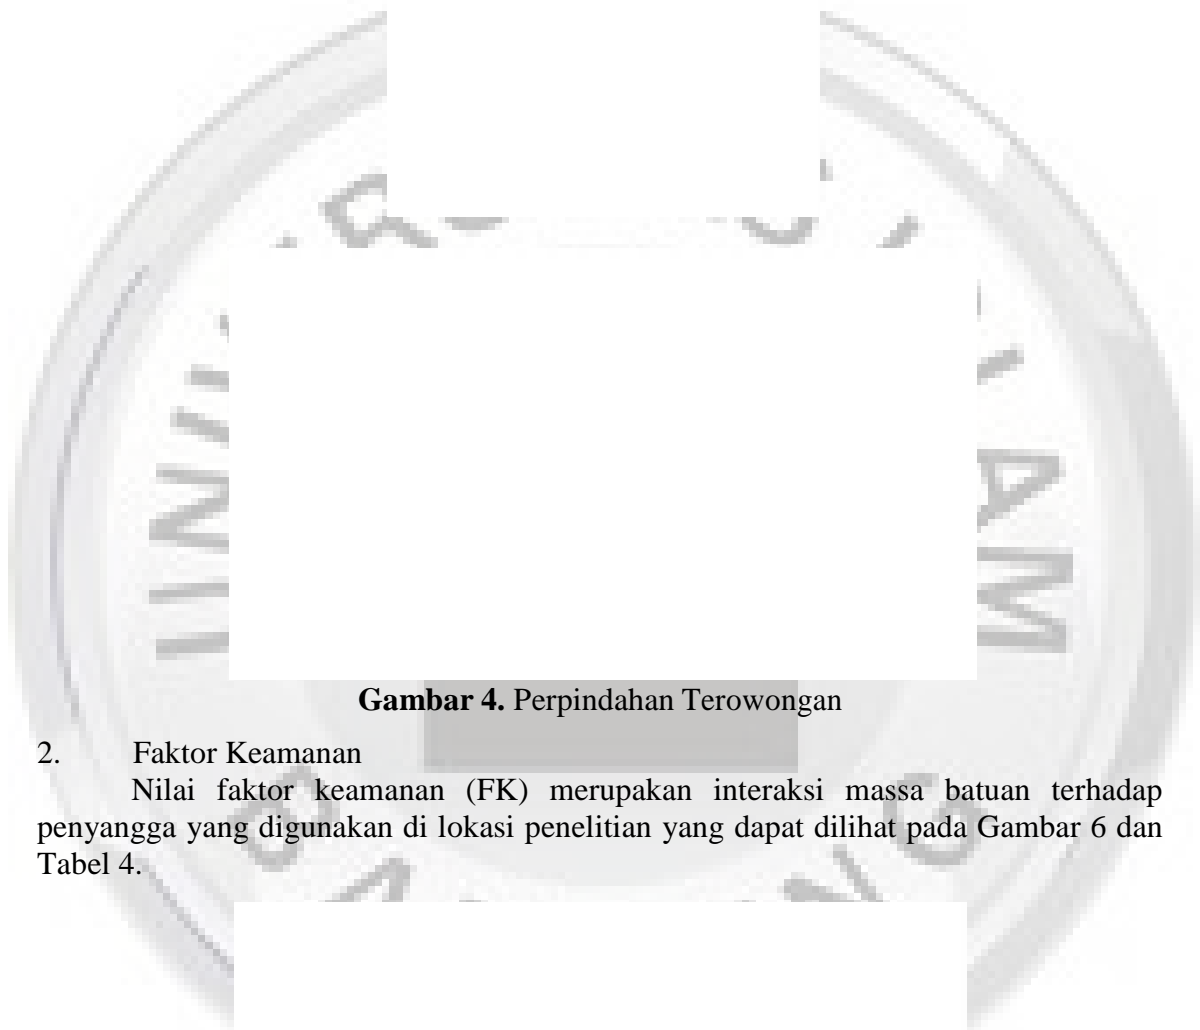 Gambar 4. Perpindahan Terowongan
2. Faktor Keamanan
Nilai faktor keamanan (FK) merupakan interaksi massa batuan terhadap
penyangga yang digunakan di lokasi penelitian yang dapat dilihat pada Gambar 6 dan
Tabel 4.